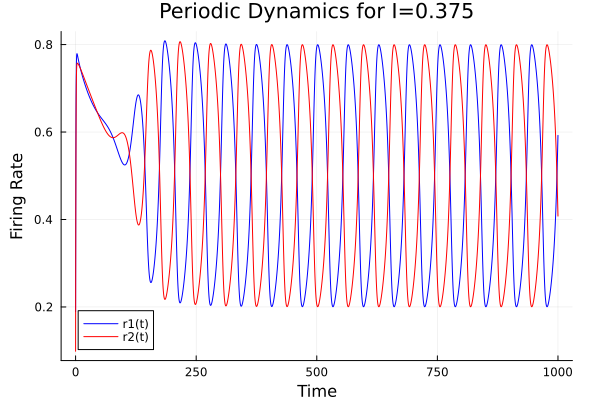 Periodic Dynamics for I=0.375
Firing Rate
0.8
0.6
0.4
0.2
r1(t)
r2(t)
0
250
500
750
1000
Time